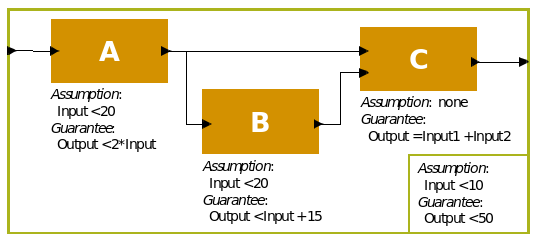 A
Assumption:
Input <20
Guarantee:
Output <2*Input
B
Assumption:
Input <20
Guarantee:
Output <Input +15
C
Assumption: none
Guarantee:
Output =Input1 +Input2
Assumption:
Input <10
Guarantee:
Output <50